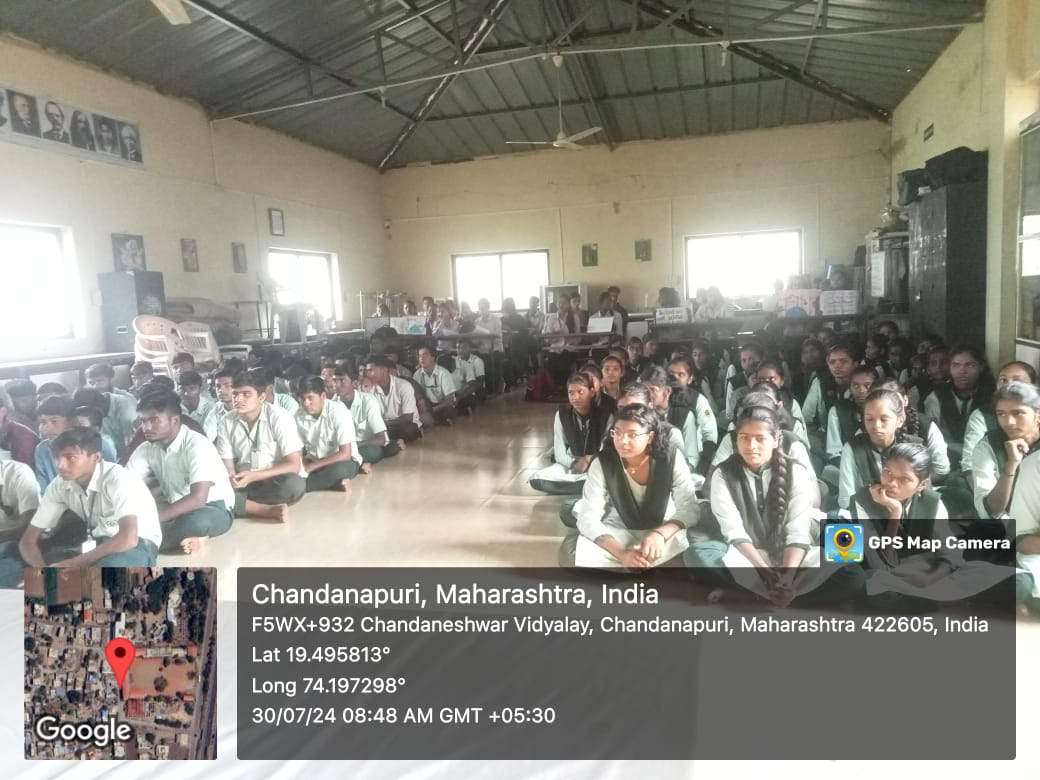 GPS Map Camera
Chandanapuri, Maharashtra, India
F5WX+932 Chandaneshwar Vidyalay, Chandanapuri, Maharashtra 422605, India
Lat 19.495813°
Long 74.197298°
30/07/24 08:48 AM GMT +05:30
Google